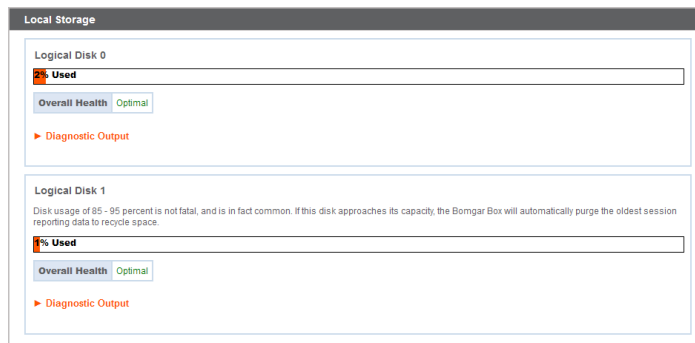 Local Storage
Logical Disk 0
2% Used
Overall Health Optimal
► Diagnostic Output
Logical Disk 1
Disk usage of 85 - 95 percent is not fatal, and is in fact common. If this disk approaches its capacity, the Bomgar Box will automatically purge the oldest session
reporting data to recycle space.
1% Used
Overall Health Optimal
► Diagnostic Output